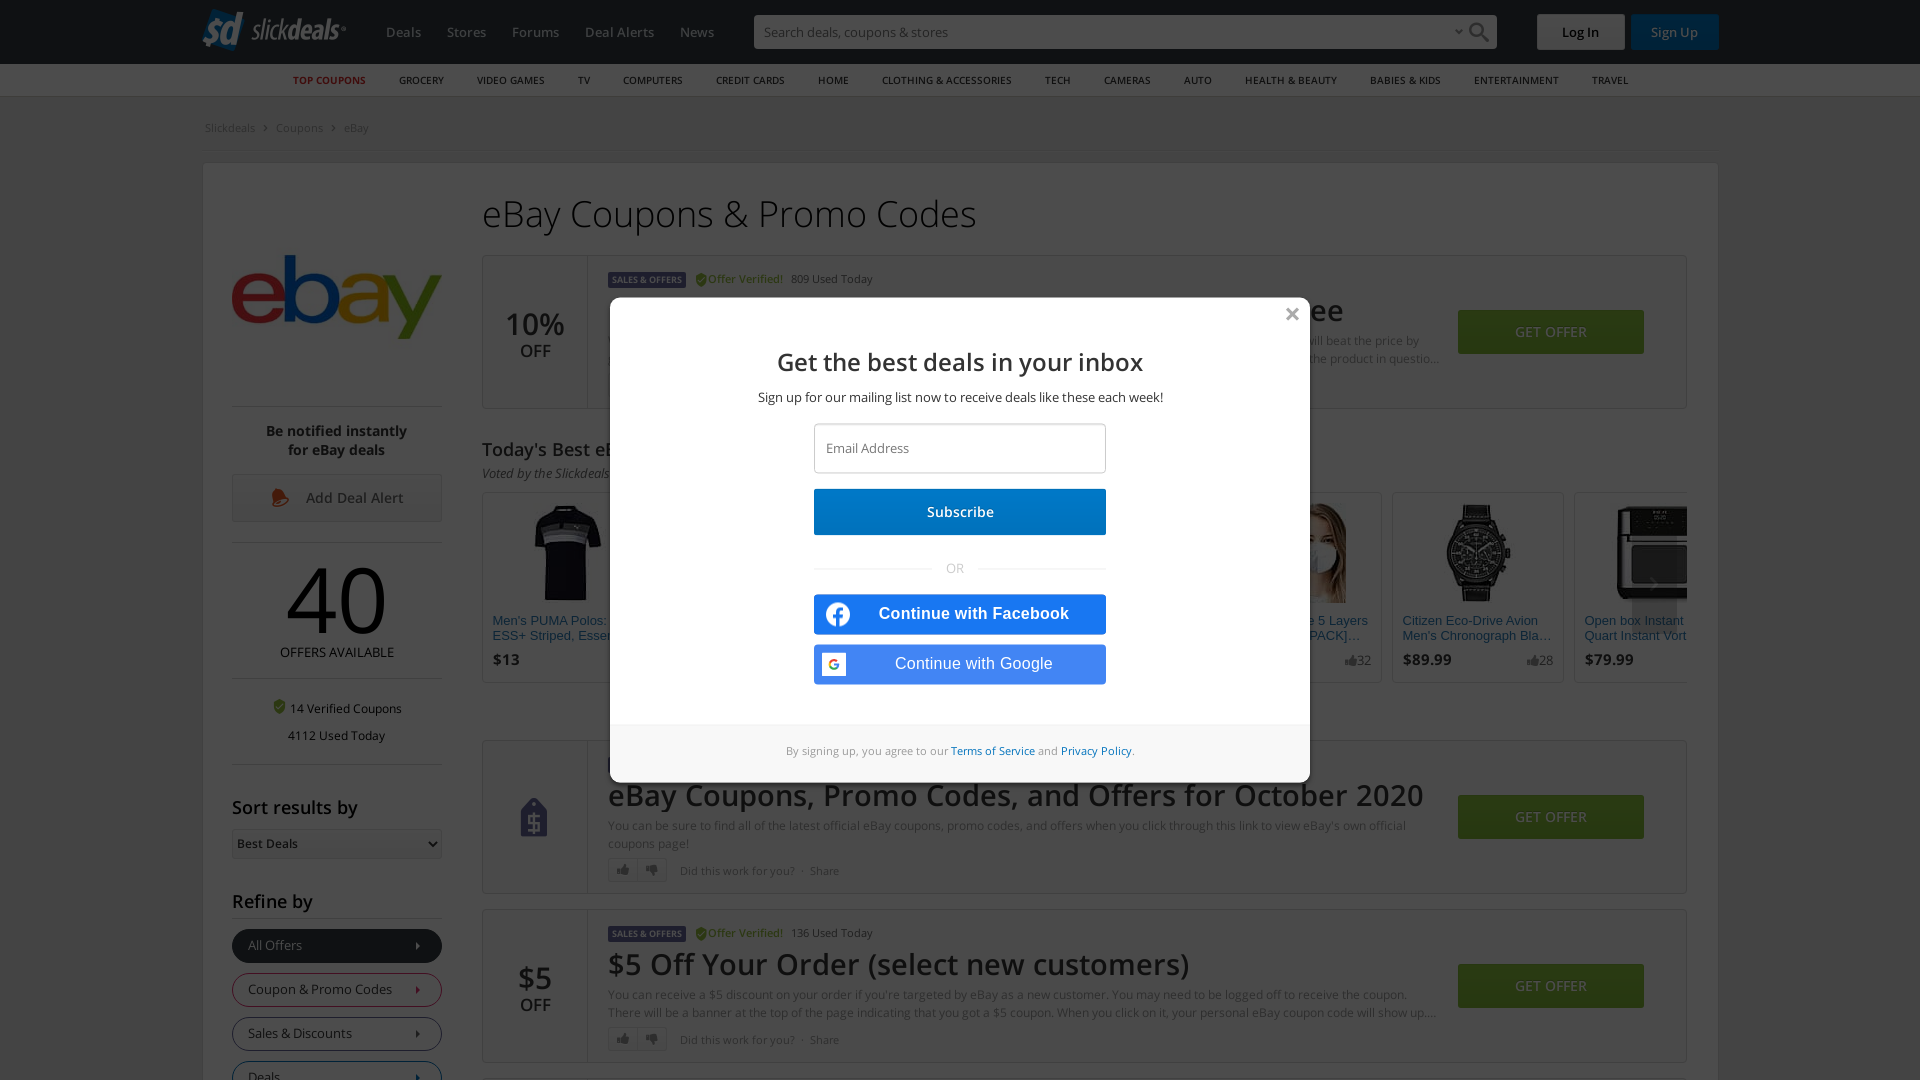 sd slickdeals
Deals
Stores
Forums
Deal Alerts
News
Search deals, coupons & stores
Log In
Sign Up
TOP COUPONS
GROCERY
VIDEO GAMES
TV
COMPUTERS
CREDIT CARDS
HOME
CLOTHING & ACCESSORIES
TECH
CAMERAS
AUTO
HEALTH & BEAUTY
BABIES & KIDS
ENTERTAINMENT
TRAVEL
Slickdeals
Coupons
eBay
eBay Coupons & Promo Codes
ebay
Be notified instantly
for eBay deals
Add Deal Alert
40
OFFERS AVAILABLE
14 Verified Coupons
4112 Used Today
Sort results by
Best Deals
Refine by
All Offers
Coupon & Promo Codes
Sales & Discounts
Deals
10%
OFF
SALES & OFFERS
Offer Verified!
809 Used Today
ee
will beat the price by
the product in questio...
GET OFFER
Today's Best eB
Voted by the Slickdeals
Men's PUMA Polos:
ESS+ Striped, Essen
$13
5 Layers
PACK]...
32
Citizen Eco-Drive Avion
Men's Chronograph Bla...
$89.99
28
Open box Instant
Quart Instant Vort
$79.99
Get the best deals in your inbox
Sign up for our mailing list now to receive deals like these each week!
Email Address
Subscribe
OR
Continue with Facebook
Continue with Google
By signing up, you agree to our Terms of Service and Privacy Policy.
eBay Coupons, Promo Codes, and Offers for October 2020
You can be sure to find all of the latest official eBay coupons, promo codes, and offers when you click through this link to view eBay's own official
coupons page!
Did this work for you? · Share
GET OFFER
$5
OFF
SALES & OFFERS
Offer Verified!
136 Used Today
$5 Off Your Order (select new customers)
You can receive a $5 discount on your order if you're targeted by eBay as a new customer. You may need to be logged off to receive the coupon.
There will be a banner at the top of the page indicating that you got a $5 coupon. When you click on it, your personal eBay coupon code will show up....
Did this work for you? · Share
GET OFFER